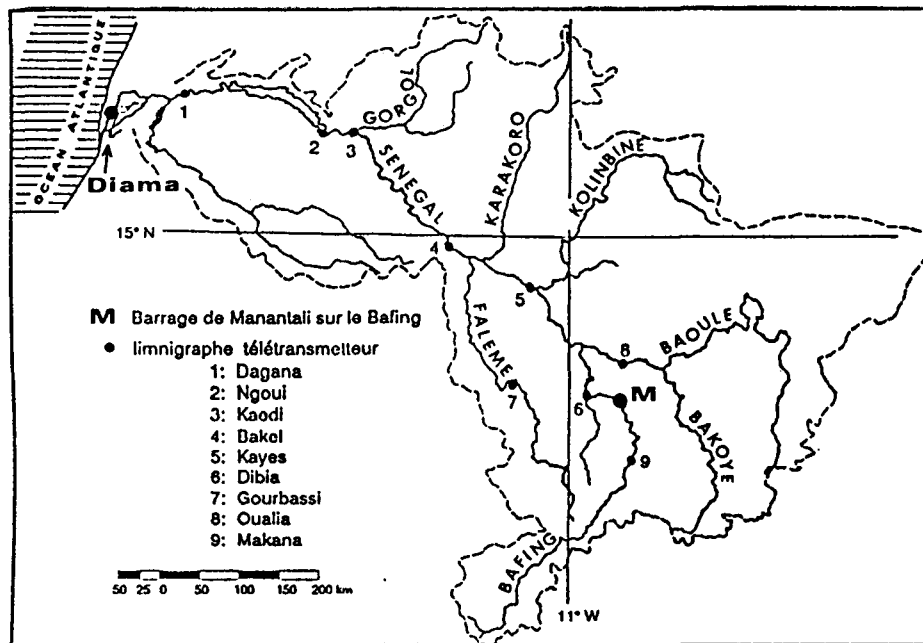 OCEAN ATLANTIQUE
Diama
1
2
3
GORGOL
SENEGAL
KARAKORO
KOLINBINE
15° N
4
5
FALEME
7
BAOULE
8
6
M
BAKOYE
9
BAFING
11° W
M Barrage de Manantali sur le Bafing
• limnigraphe télétransmetteur
1: Dagana
2: Ngoui
3: Kaedi
4: Bakel
5: Kayes
6: Dibia
7: Gourbassi
8: Oualia
9: Makana
50 25 0 50 100 150 200 km